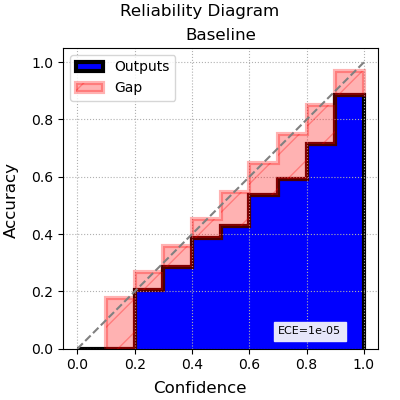 Reliability Diagram
Baseline
Outputs
Gap
1.0
0.8
0.6
0.4
0.2
0.0
Accuracy
ECE=1e-05
0.0 0.2 0.4 0.6 0.8 1.0
Confidence